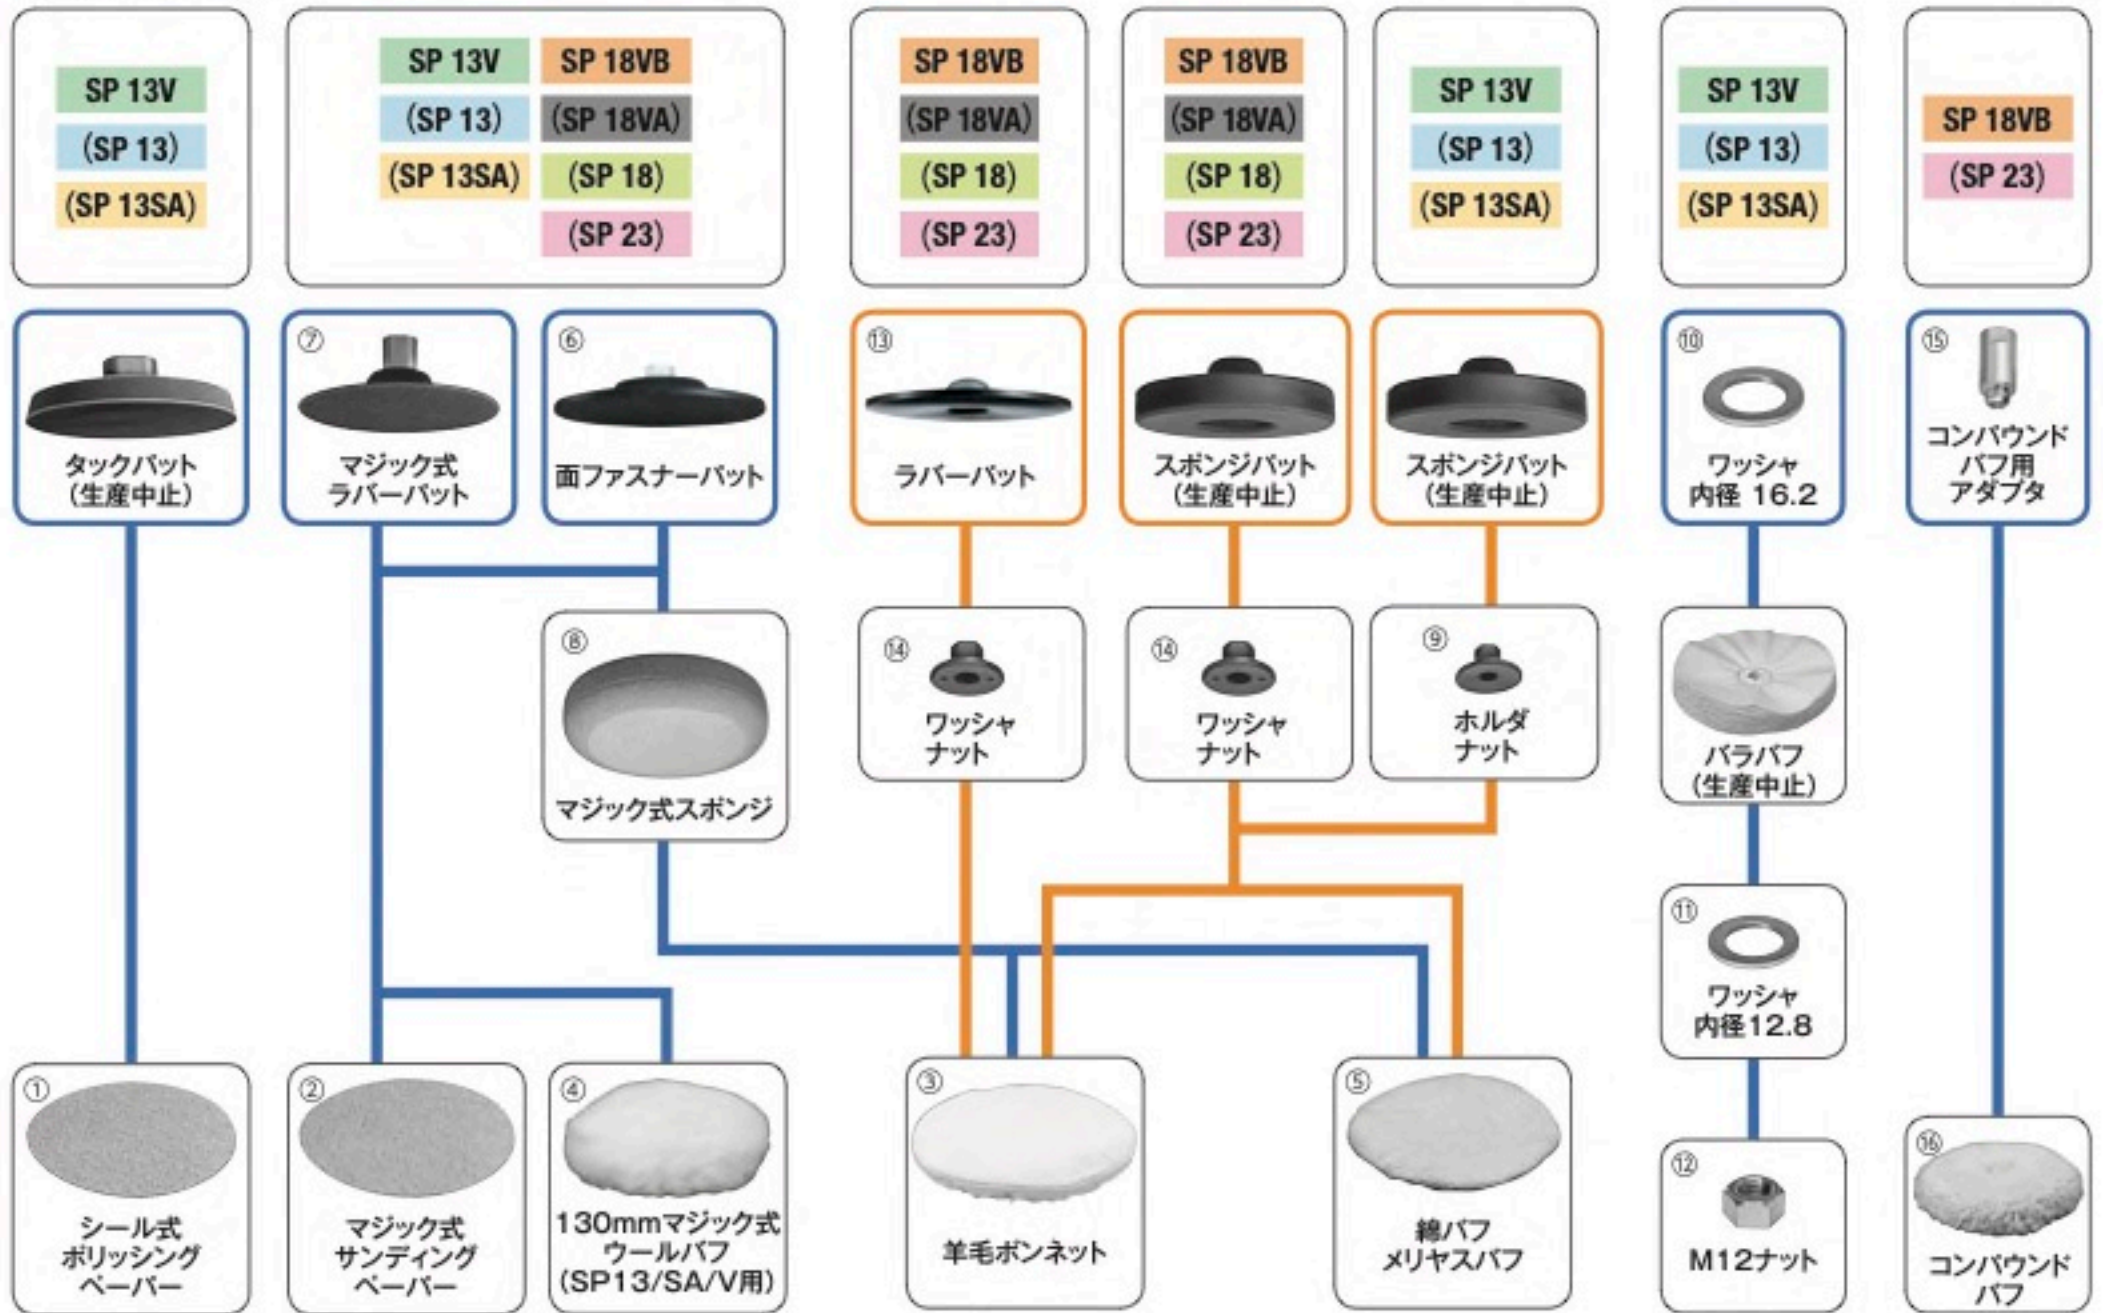 SP 13V
(SP 13)
(SP 13SA)
SP 13V
(SP 13)
(SP 13SA)
SP 18VB
(SP 18VA)
(SP 18)
(SP 23)
SP 18VB
(SP 18VA)
(SP 18)
(SP 23)
SP 18VB
(SP 18VA)
(SP 18)
(SP 23)
SP 13V
(SP 13)
(SP 13SA)
SP 13V
(SP 13)
(SP 13SA)
SP 18VB
(SP 23)
タックパット
(生産中止)
⑦
マジック式
ラバーパット
⑥
面ファスナーパット
⑬
ラバーパット
スポンジパット
(生産中止)
スポンジパット
(生産中止)
⑩
ワッシャ
内径 16.2
⑮
コンパウンド
バフ用
アダプタ
⑧
マジック式スポンジ
⑭
ワッシャ
ナット
⑭
ワッシャ
ナット
⑨
ホルダ
ナット
バラバフ
(生産中止)
⑪
ワッシャ
内径12.8
①
シール式
ポリッシング
ペーパー
②
マジック式
サンディング
ペーパー
④
130mmマジック式
ウールバフ
(SP13/SA/V用)
③
羊毛ボンネット
⑤
綿バフ
メリヤスバフ
⑫
M12ナット
⑯
コンパウンド
バフ